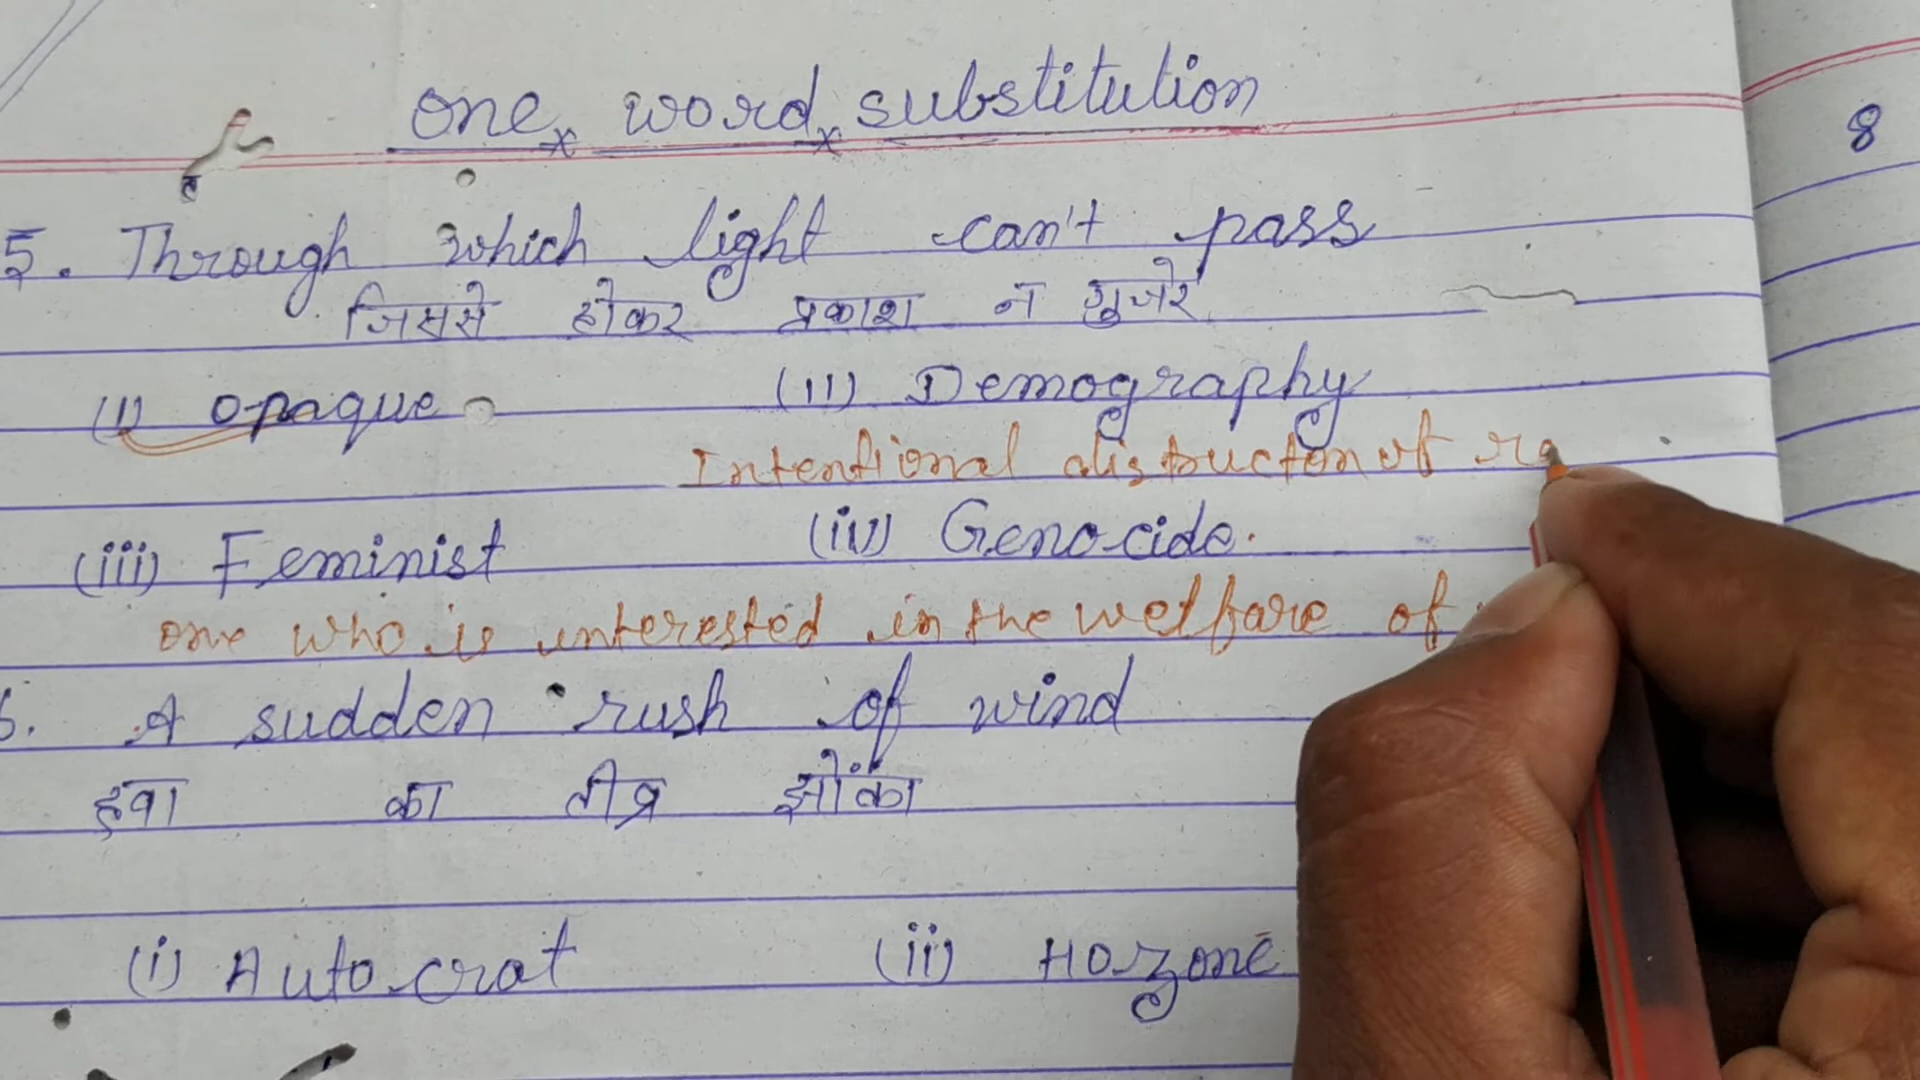 one word substitution
8
5. Through which light can't pass
जिससे होकर प्रकाश न गुजरे
(i) opaque (ii) Demography
Intentional distructon of ra
(iii) Feminist (iv) Genocide.
one who is interested in the welfare of
6. A sudden rush of wind
हवा का तीव्र झोंका
(i) Autocrat (ii) Hozone